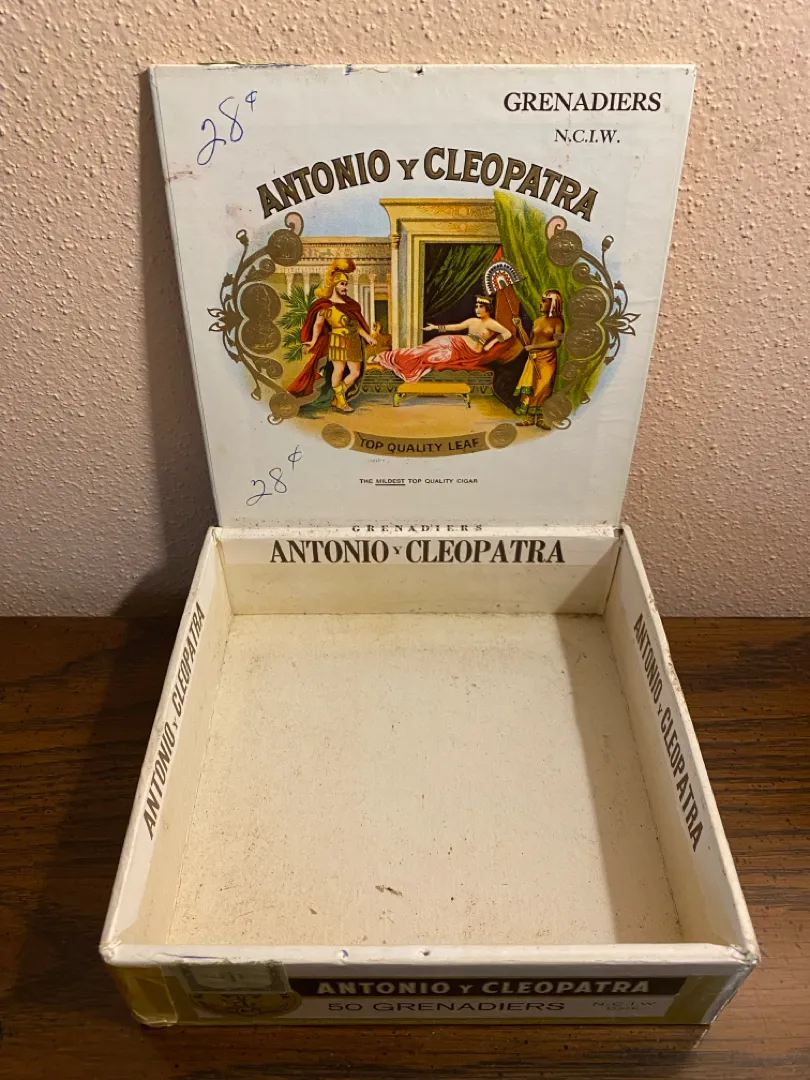 28¢
GRENADIERS
N.C.I.W.
ANTONIO Y CLEOPATRA
TOP QUALITY LEAF
28¢
THE MILDEST TOP QUALITY CIGAR
GRENADIERS
ANTONIO Y CLEOPATRA
ANTONIO Y CLEOPATRA
ANTONIO Y CLEOPATRA
ANTONIO Y CLEOPATRA
50 GRENADIERS
N.C.I.W.